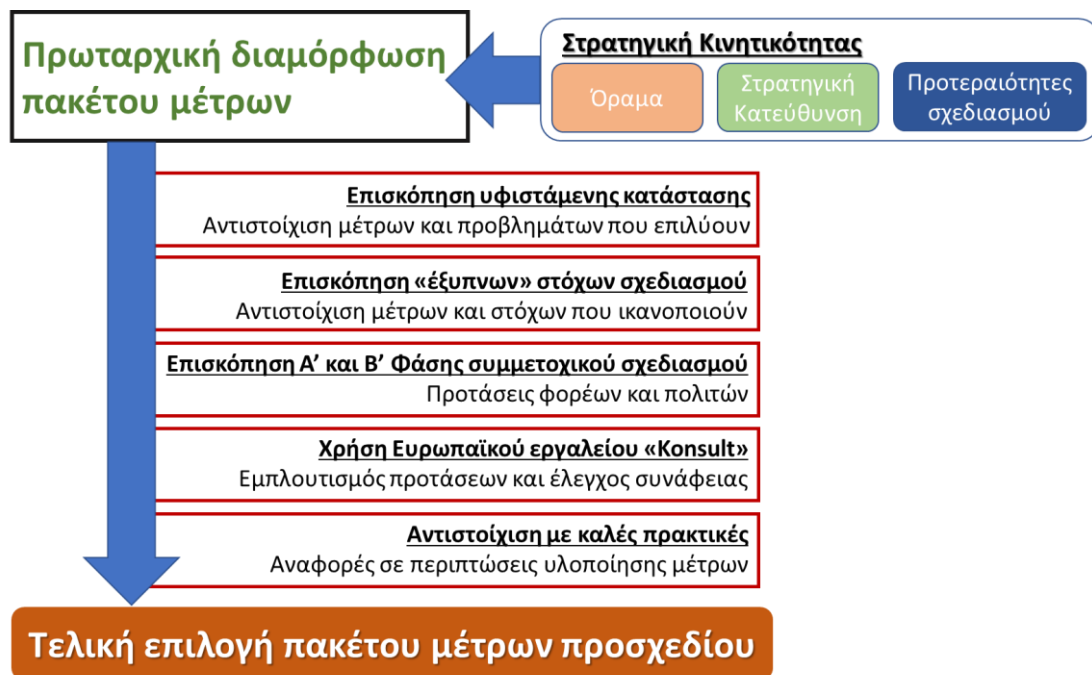 Πρωταρχική διαμόρφωση
πακέτου μέτρων
Στρατηγική Κινητικότητας
Όραμα
Στρατηγική
Κατεύθυνση
Προτεραιότητες
σχεδιασμού
Επισκόπηση υφιστάμενης κατάστασης
Αντιστοίχιση μέτρων και προβλημάτων που επιλύουν
Επισκόπηση «έξυπνων» στόχων σχεδιασμού
Αντιστοίχιση μέτρων και στόχων που ικανοποιούν
Επισκόπηση Α’ και Β’ Φάσης συμμετοχικού σχεδιασμού
Προτάσεις φορέων και πολιτών
Χρήση Ευρωπαϊκού εργαλείου «Konsult»
Εμπλουτισμός προτάσεων και έλεγχος συνάφειας
Αντιστοίχιση με καλές πρακτικές
Αναφορές σε περιπτώσεις υλοποίησης μέτρων
Τελική επιλογή πακέτου μέτρων προσχεδίου